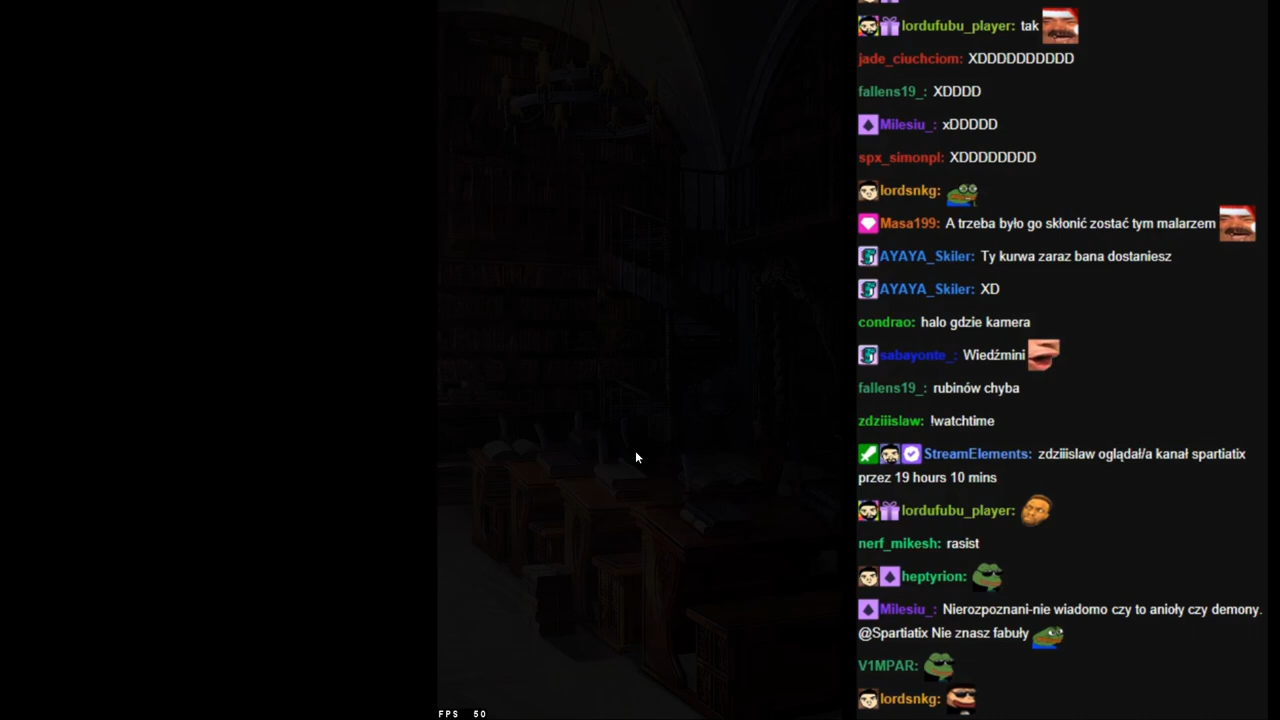 lordufubu_player: tak
jade_ciuchciom: XDDDDDDDDDD
fallens19_: XDDDD
Milesiu_: xDDDDD
spx_simonpl: XDDDDDDDD
lordsnkg:
Masa199: A trzeba było go skłonić zostać tym malarzem
AYAYA_Skiler: Ty kurwa zaraz bana dostaniesz
AYAYA_Skiler: XD
condrao: halo gdzie kamera
sabayonte_: Wiedźmini
fallens19_: rubinów chyba
zdziiislaw: !watchtime
StreamElements: zdziiislaw oglądał/a kanał spartiatix
przez 19 hours 10 mins
lordufubu_player:
nerf_mikesh: rasist
heptyrion:
Milesiu_: Nierozpoznani-nie wiadomo czy to anioły czy demony.
@Spartiatix Nie znasz fabuły
V1MPAR:
lordsnkg:
FPS 50